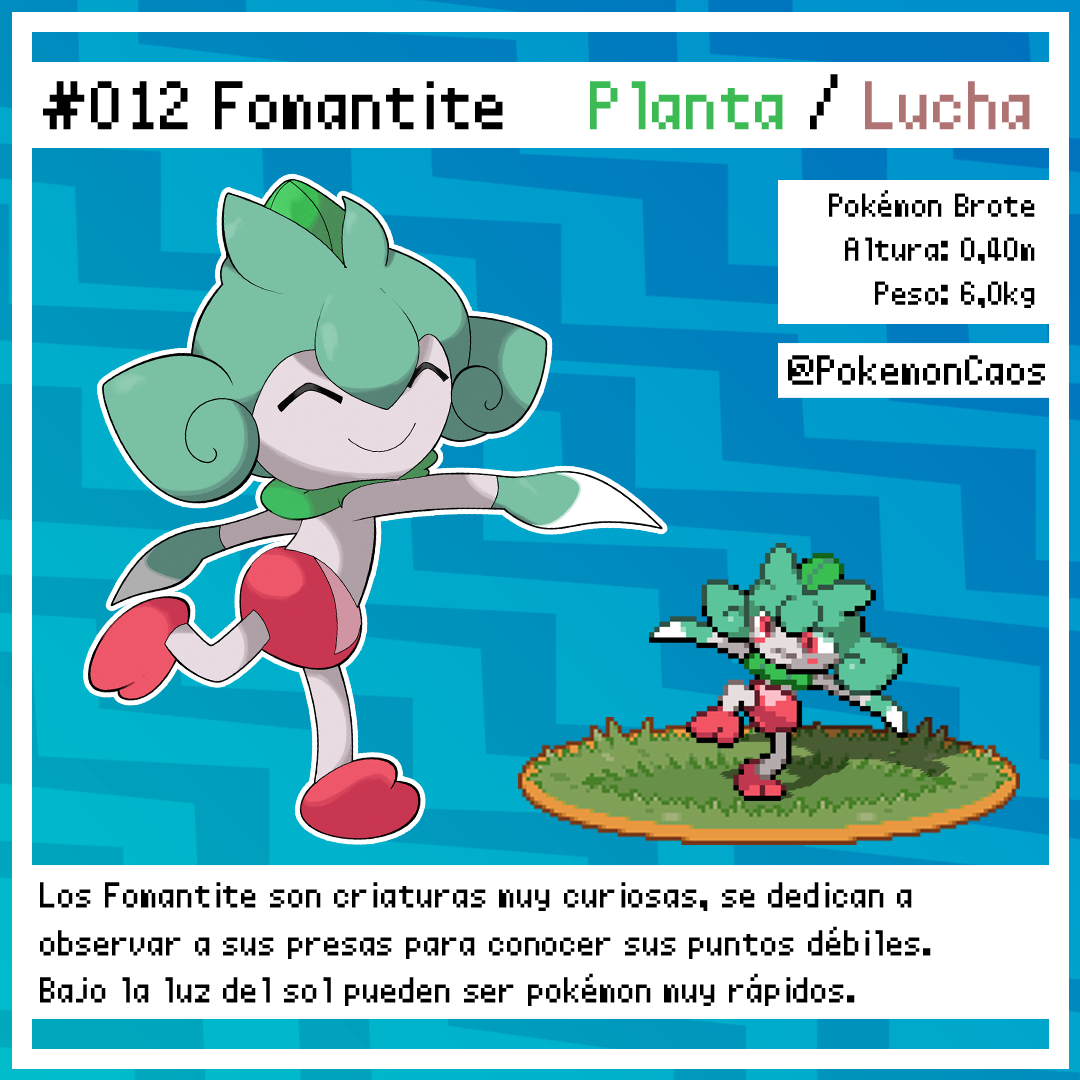 #012 Fomantite Planta / Lucha
Pokémon Brote
Altura: 0,40m
Peso: 6,0kg
@PokemonCaos
Los Fomantite son criaturas muy curiosas, se dedican a
observar a sus presas para conocer sus puntos débiles.
Bajo la luz del sol pueden ser pokémon muy rápidos.